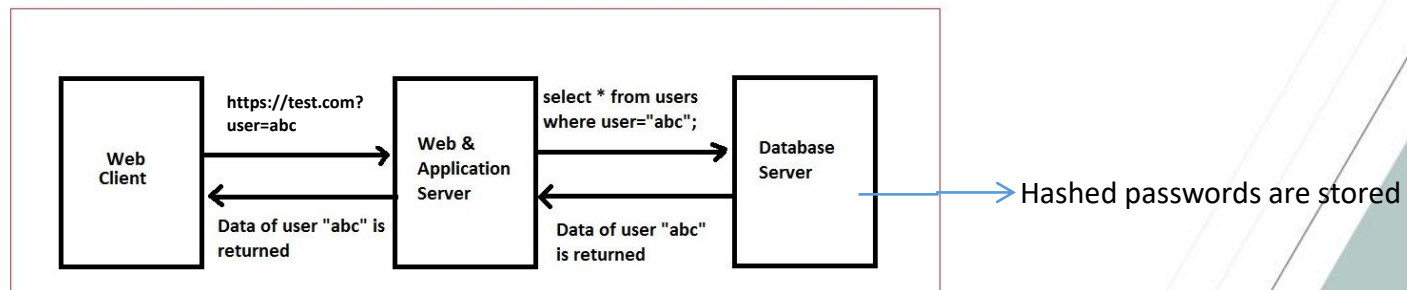 Web
Client
https://test.com?
user=abc
Data of user "abc" is
returned
Web &
Application
Server
select * from users
where user="abc";
Data of user "abc"
is returned
Database
Server
Hashed passwords are stored